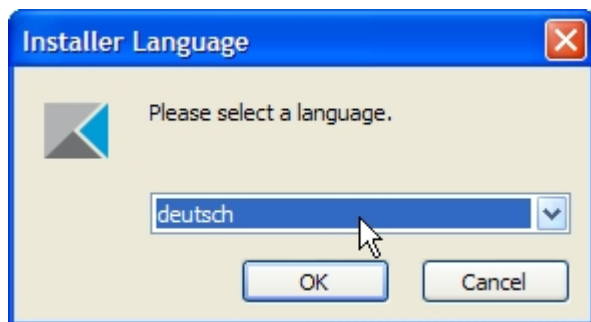 Installer Language
Please select a language.
deutsch
OK
Cancel